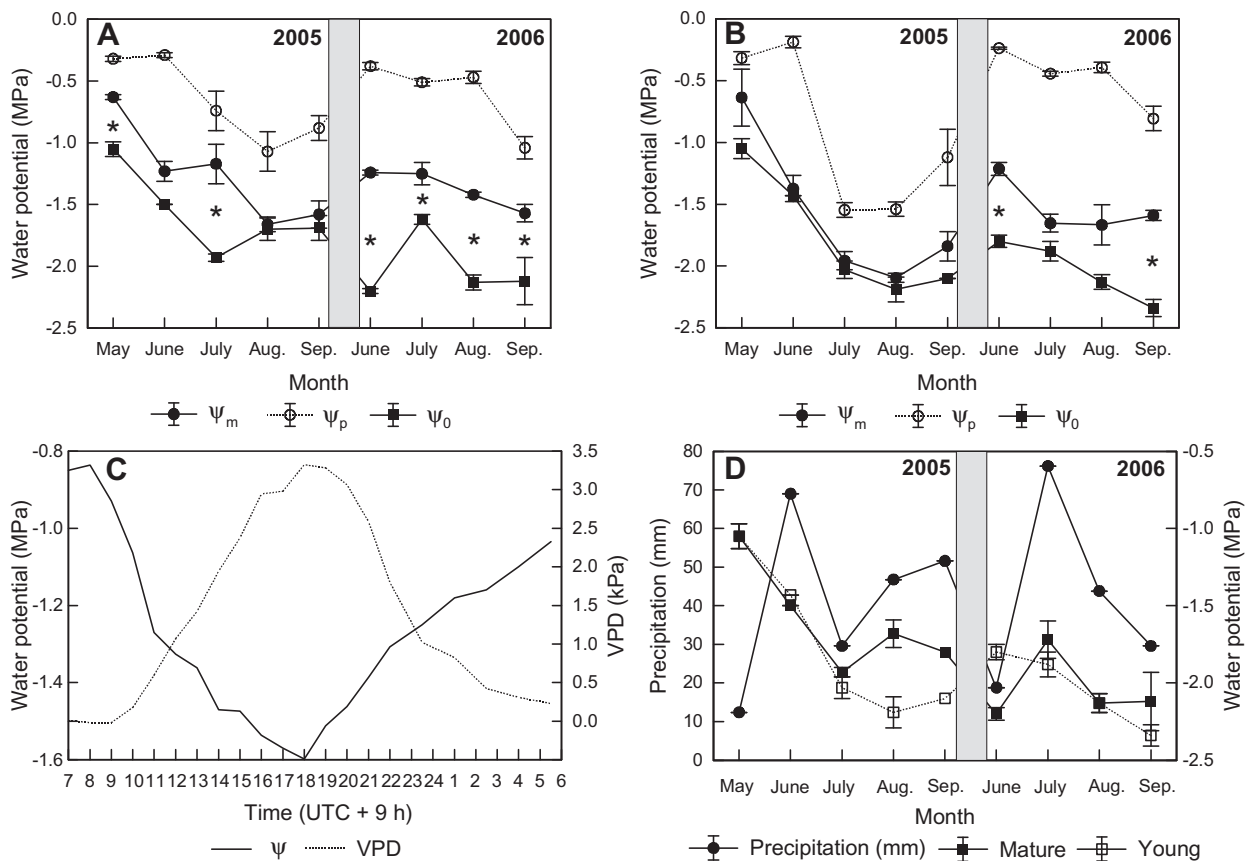 A
2005
2006
Water potential (MPa)
0.0
-0.5
-1.0
-1.5
-2.0
-2.5
*
*
*
*
*
*
May June July Aug. Sep. June July Aug. Sep.
Month
Ψm Ψp Ψ0
B
2005
2006
Water potential (MPa)
0.0
-0.5
-1.0
-1.5
-2.0
-2.5
*
*
May June July Aug. Sep. June July Aug. Sep.
Month
Ψm Ψp Ψ0
C
Water potential (MPa)
-0.8
-1.0
-1.2
-1.4
-1.6
VPD (kPa)
3.5
3.0
2.5
2.0
1.5
1.0
0.5
0.0
7 8 9 10 11 12 13 14 15 16 17 18 19 20 21 22 23 24 1 2 3 4 5 6
Time (UTC + 9 h)
Ψ VPD
D
2005
2006
Precipitation (mm)
80
70
60
50
40
30
20
10
0
Water potential (MPa)
-0.5
-1.0
-1.5
-2.0
-2.5
May June July Aug. Sep. June July Aug. Sep.
Month
Precipitation (mm) Mature Young